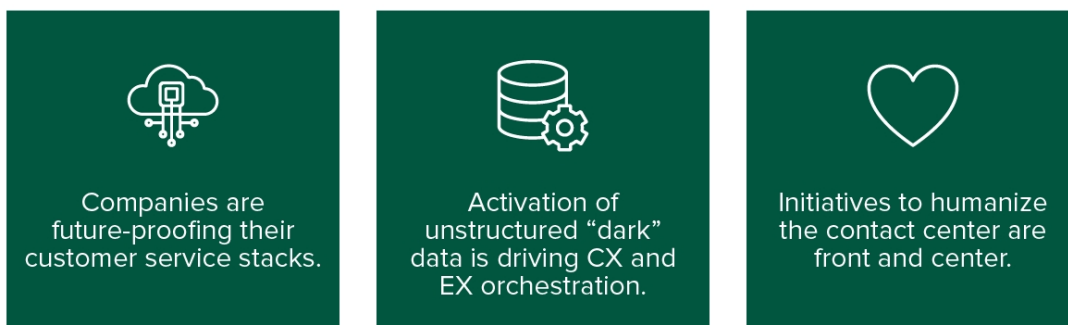 Companies are
future-proofing their
customer service stacks.
Activation of
unstructured “dark”
data is driving CX and
EX orchestration.
Initiatives to humanize
the contact center are
front and center.